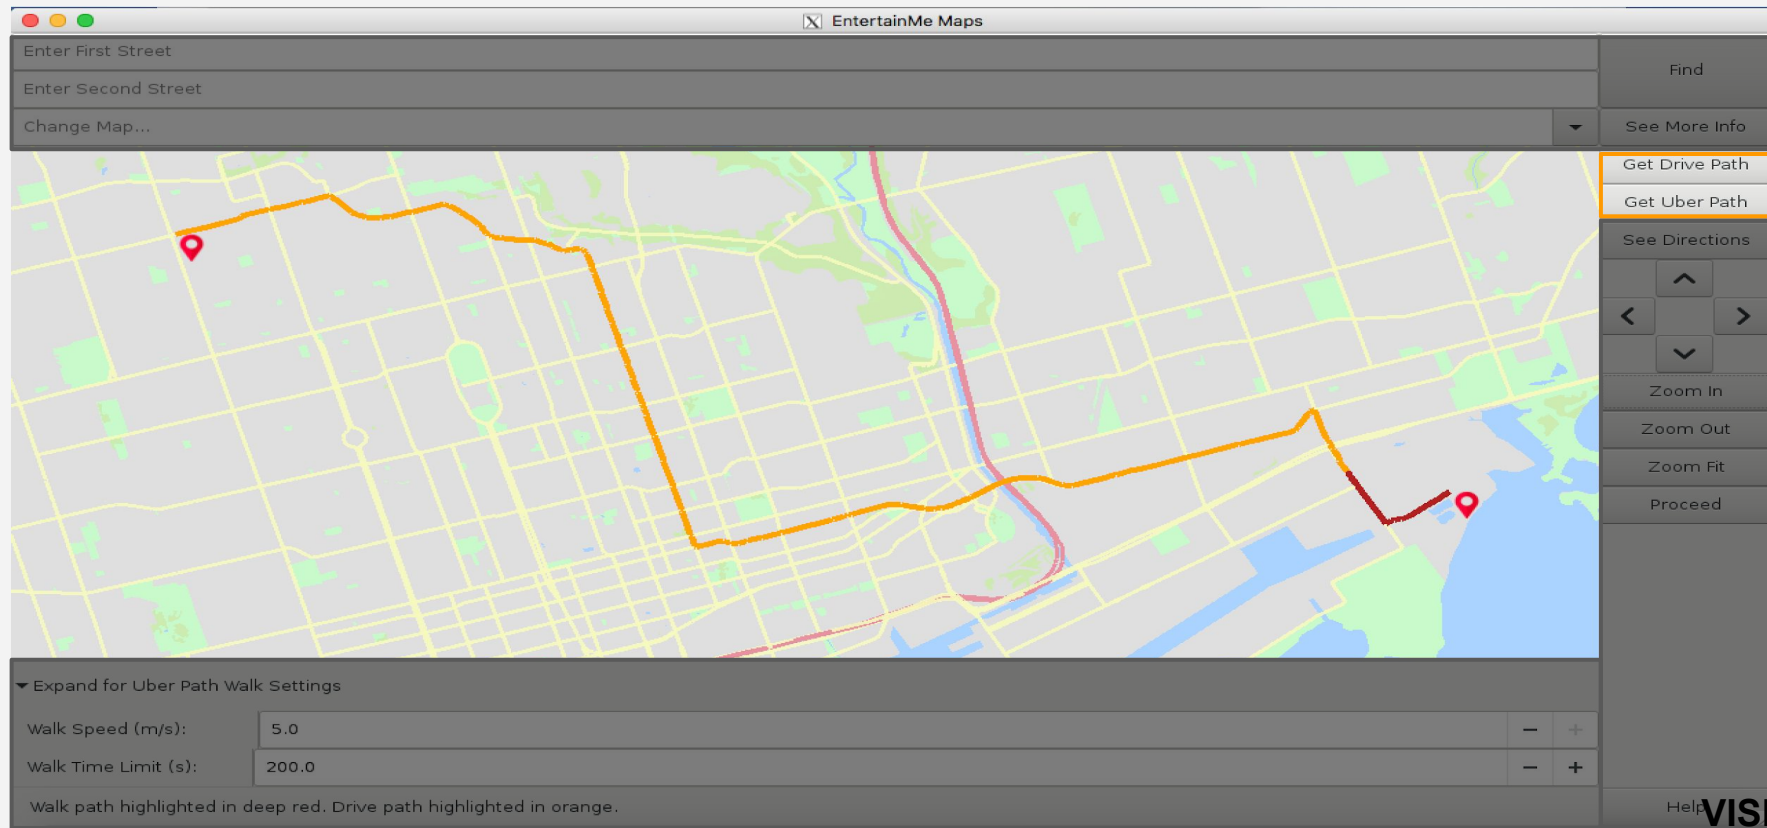 EntertainMe Maps
Enter First Street
Find
Enter Second Street
Change Map...
See More Info
Get Drive Path
Get Uber Path
See Directions
Zoom In
Zoom Out
Zoom Fit
Proceed
Expand for Uber Path Walk Settings
Walk Speed (m/s): 5.0
Walk Time Limit (s): 200.0
Walk path highlighted in deep red. Drive path highlighted in orange.
Help